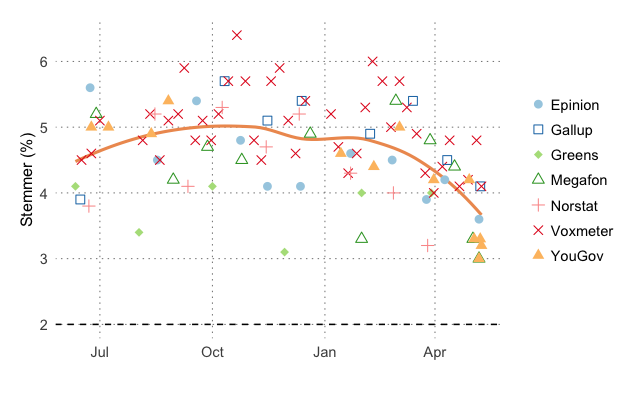 Stemmer (%)
6
5
4
3
2
Jul Oct Jan Apr
Epinion
Gallup
Greens
Megafon
Norstat
Voxmeter
YouGov